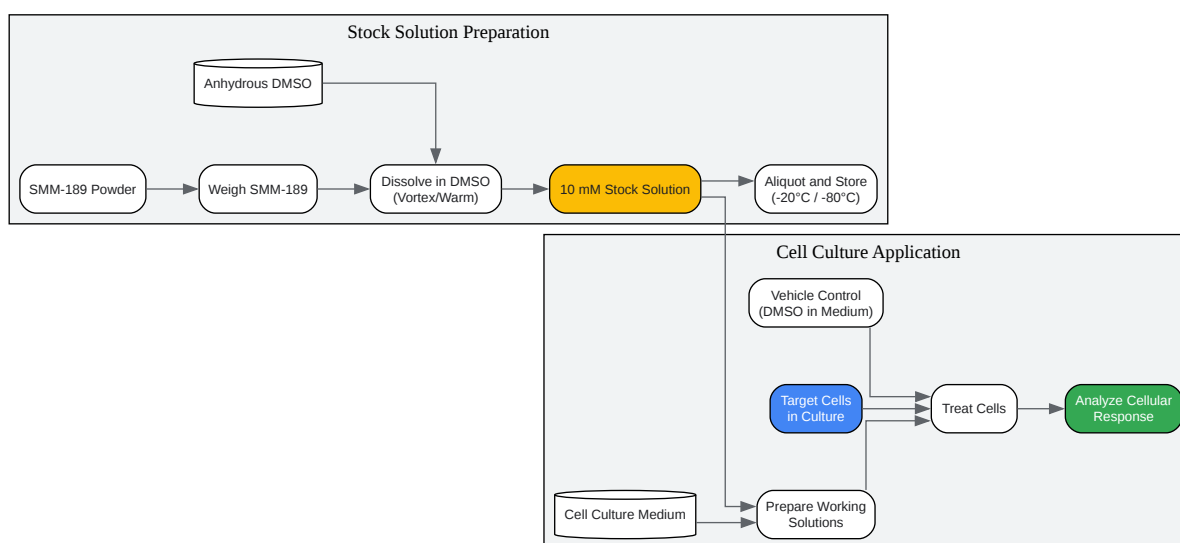 Stock Solution Preparation
Anhydrous DMSO
SMM-189 Powder
Weigh SMM-189
Dissolve in DMSO
(Vortex/Warm)
10 mM Stock Solution
Aliquot and Store
(-20°C / -80°C)
Cell Culture Application
Vehicle Control
(DMSO in Medium)
Target Cells
in Culture
Treat Cells
Analyze Cellular
Response
Cell Culture Medium
Prepare Working
Solutions